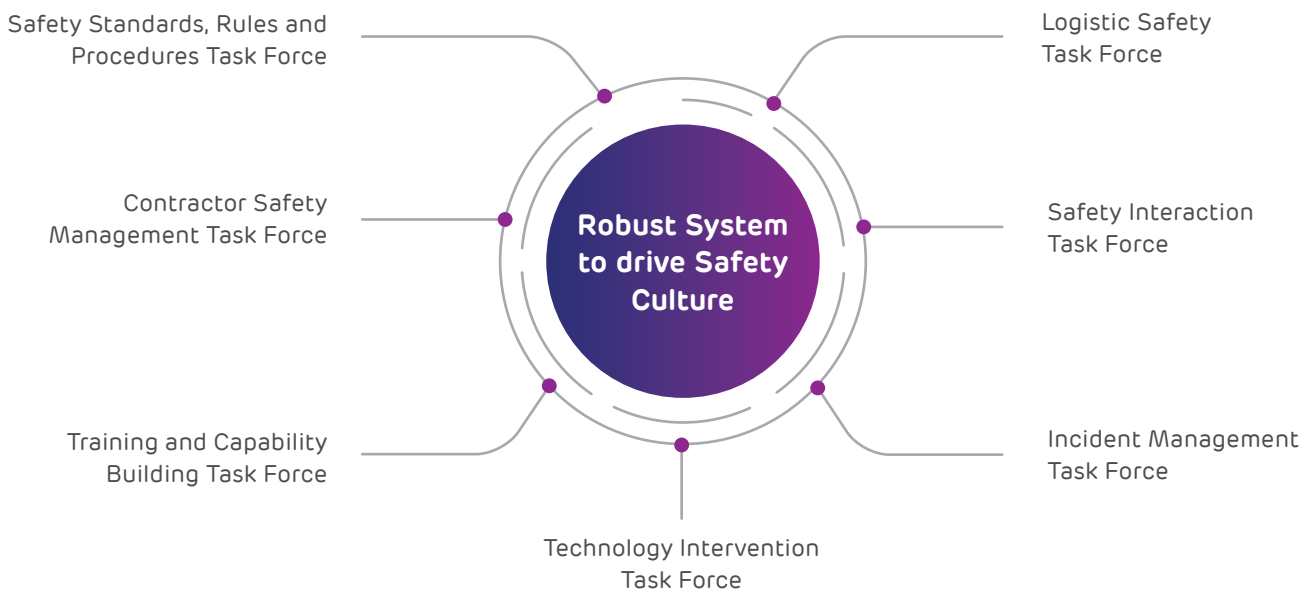 Safety Standards, Rules and
Procedures Task Force
Logistic Safety
Task Force
Contractor Safety
Management Task Force
Robust System
to drive Safety
Culture
Safety Interaction
Task Force
Training and Capability
Building Task Force
Incident Management
Task Force
Technology Intervention
Task Force